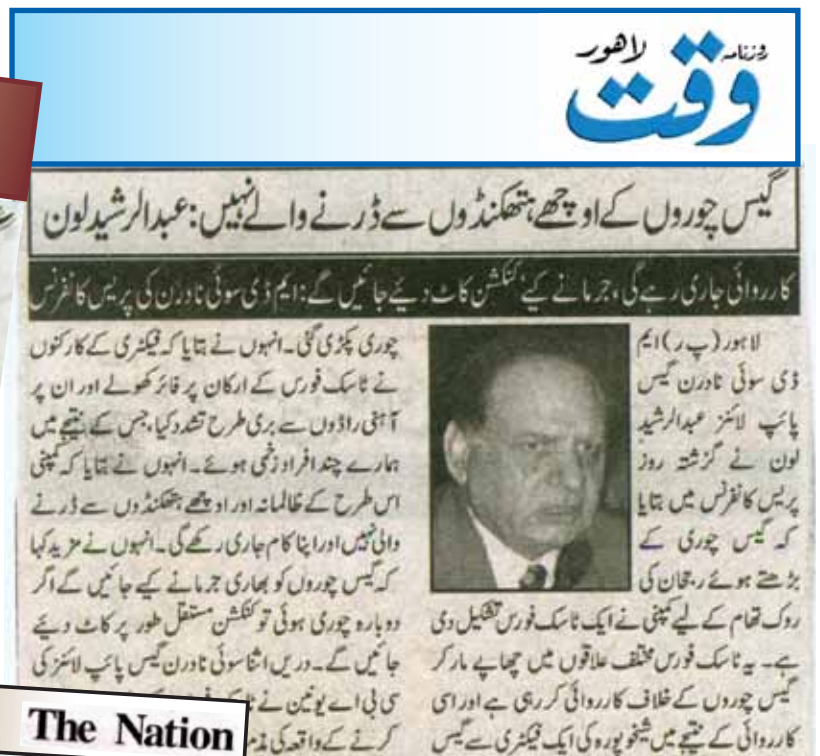 روزنامہ
لاهور
وقت
گیس چوروں کے اوچھے ہتھکنڈوں سے ڈرنے والے نہیں: عبدالرشید لون
کارروائی جاری رہے گی، جرمانے کیے کنکشن کاٹ دیئے جائیں گے: ایم ڈی سوئی نادرن کی پریس کانفرنس
لاہور (پ ر) ایم
ڈی سوئی نادرن گیس
پائپ لائنز عبدالرشید
لون نے گزشتہ روز
پریس کانفرنس میں بتایا
کہ گیس چوری کے
بڑھتے ہوئے رجحان کی
روک تھام کے لیے کمپنی نے ایک ٹاسک فورس تشکیل دی
ہے۔ یہ ٹاسک فورس مختلف علاقوں میں چھاپے مار کر
گیس چوروں کے خلاف کارروائی کر رہی ہے اور اسی
کارروائی کے نتیجے میں شیخوپورہ کی ایک فیکٹری سے گیس
چوری پکڑی گئی۔ انہوں نے بتایا کہ فیکٹری کے کارکنوں
نے ٹاسک فورس کے ارکان پر فائر کھولے اور ان پر
آہنی راڈوں سے بری طرح تشدد کیا، جس کے نتیجے میں
ہمارے چند افراد زخمی ہوئے۔ انہوں نے بتایا کہ کمپنی
اس طرح کے ظالمانہ اور اوچھے ہتھکنڈوں سے ڈرنے
والی نہیں اور اپنا کام جاری رکھے گی۔ انہوں نے مزید کہا
کہ گیس چوروں کو بھاری جرمانے کیے جائیں گے اگر
دوبارہ چوری ہوئی تو کنکشن مستقل طور پر کاٹ دیئے
جائیں گے۔ دریں اثنا سوئی نادرن گیس پائپ لائنز کی
سی بی اے یونین نے
کرنے کے واقعہ کی
The Nation